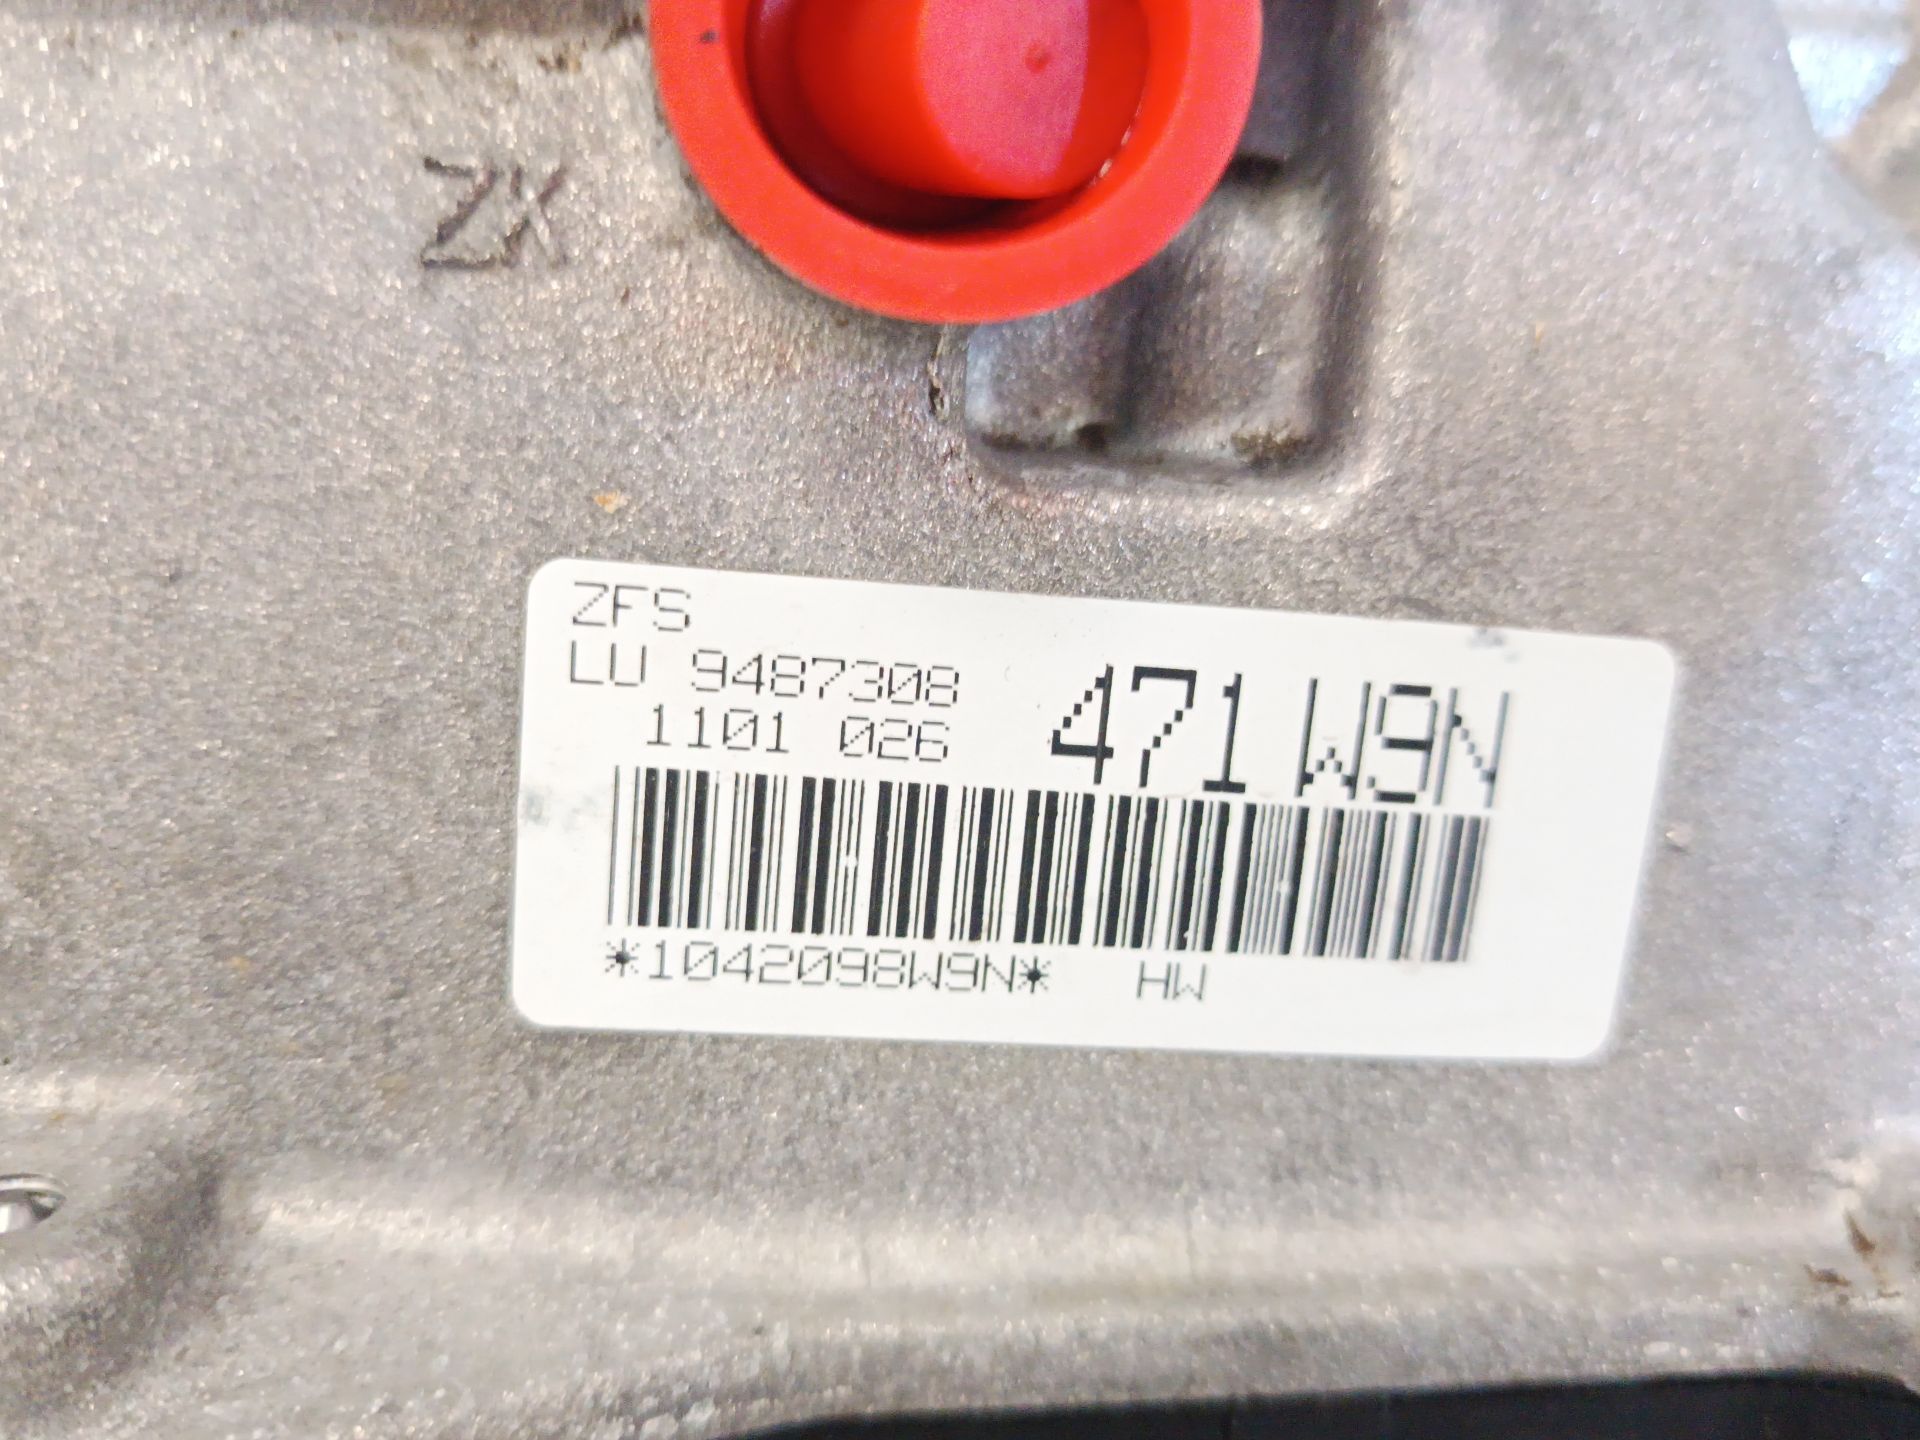 ZX
ZFS
LU 9487308
1101 026 471 W9N
*1042098W9N* HW